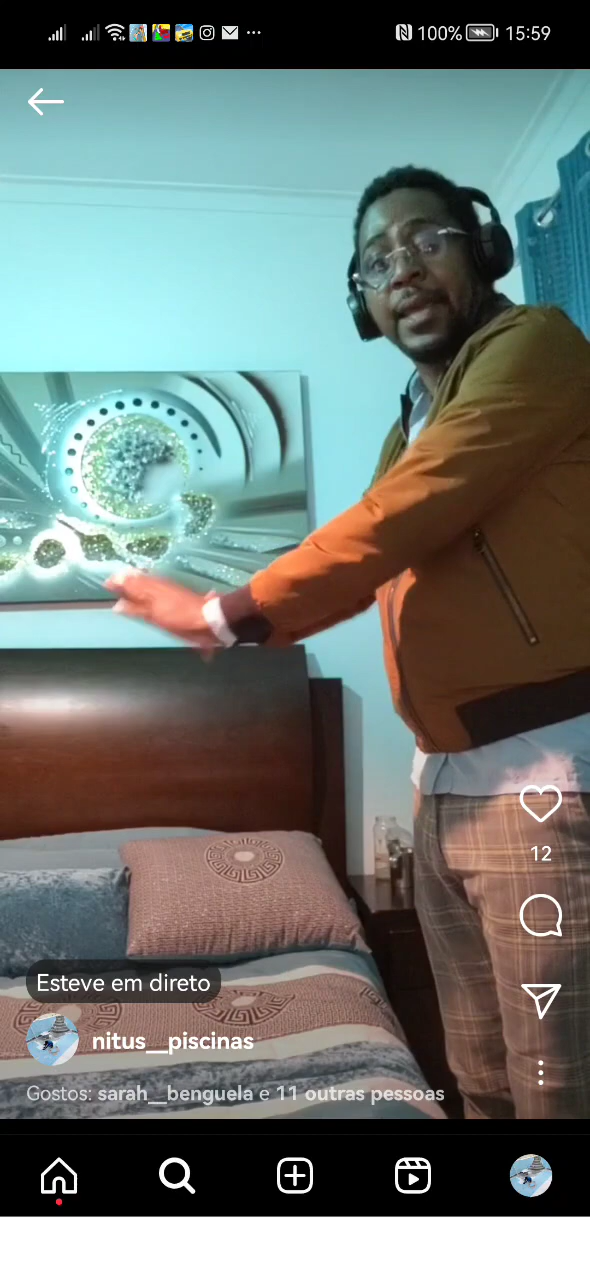 100% 15:59
12
Esteve em direto
nitus__piscinas
Gostos: sarah__benguela e 11 outras pessoas